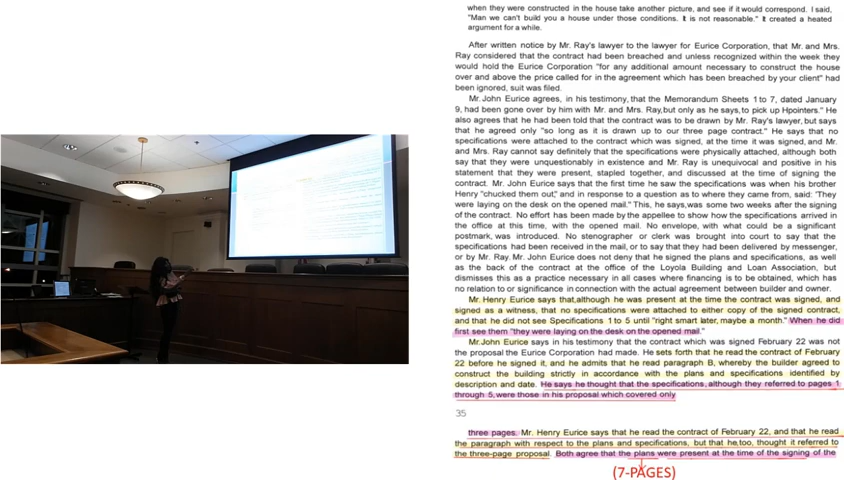 when they were constructed in the house take another picture, and see if it would correspond. I said,
"Man we can't build you a house under those conditions. It is not reasonable." It created a heated
argument for a while.
After written notice by Mr. Ray's lawyer to the lawyer for Eurice Corporation, that Mr. and Mrs.
Ray considered that the contract had been breached and unless recognized within the week they
would hold the Eurice Corporation "for any additional amount necessary to construct the house
over and above the price called for in the agreement which has been breached by your client" had
been ignored, suit was filed.
Mr. John Eurice agrees, in his testimony, that the Memorandum Sheets 1 to 7, dated January
9, had been gone over by him with Mr. and Mrs. Ray,but only as he says,to pick up Hpointers." He
also agrees that he had been told that the contract was to be drawn by Mr. Ray's lawyer, but says
that he agreed only "so long as it is drawn up to our three page contract." He says that no
specifications were attached to the contract which was signed, at the time it was signed, and Mr.
and Mrs. Ray cannot say definitely that the specifications were physically attached, although both
say that they were unquestionably in existence and Mr. Ray is unequivocal and positive in his
statement that they were present, stapled together, and discussed at the time of signing the
contract. Mr. John Eurice says that the first time he saw the specifications was when his brother
Henry "chucked them out," and in response to a question as to where they came from, said: "They
were laying on the desk on the opened mail." This, he says,was some two weeks after the signing
of the contract. No effort has been made by the appellee to show how the specifications arrived in
the office at this time, with the opened mail. No envelope, with what could be a significant
postmark, was introduced. No stenographer or clerk was brought into court to say that the
specifications had been received in the mail, or to say that they had been delivered by messenger,
or by Mr. Ray. Mr. John Eurice does not deny that he signed the specifications and plans, as well
as the back of the contract at the office of the Loyola Building and Loan Association, but
dismisses this as a practice necessary in all cases where financing is to be obtained, which has
no relation to or significance in connection with the actual agreement between builder and owner.
Mr. Henry Eurice says that,although he was present at the time the contract was signed, and
signed as a witness, that no specifications were attached to either copy of the signed contract,
and that he did not see Specifications 1 to 5 until "right smart later, maybe a month." When he did
first see them "they were laying on the desk on the opened mail."
Mr.John Eurice says in his testimony that the contract which was signed February 22 was not
the proposal the Eurice Corporation had made. He sets forth that he read the contract of February
22 before he signed it, and he admits that he read paragraph B, whereby the builder agreed to
construct the building strictly in accordance with the plans and specifications identified by
description and date. He says he thought that the specifications, although they referred to pages 1
through 5,were those in his proposal which covered only
35
three pages. Mr. Henry Eurice says that he read the contract of February 22, and that he read
the paragraph with respect to the plans and specifications, but that he,too, thought it referred to
the three-page proposal. Both agree that the plans were present at the time of the signing of the
(7-PAGES)